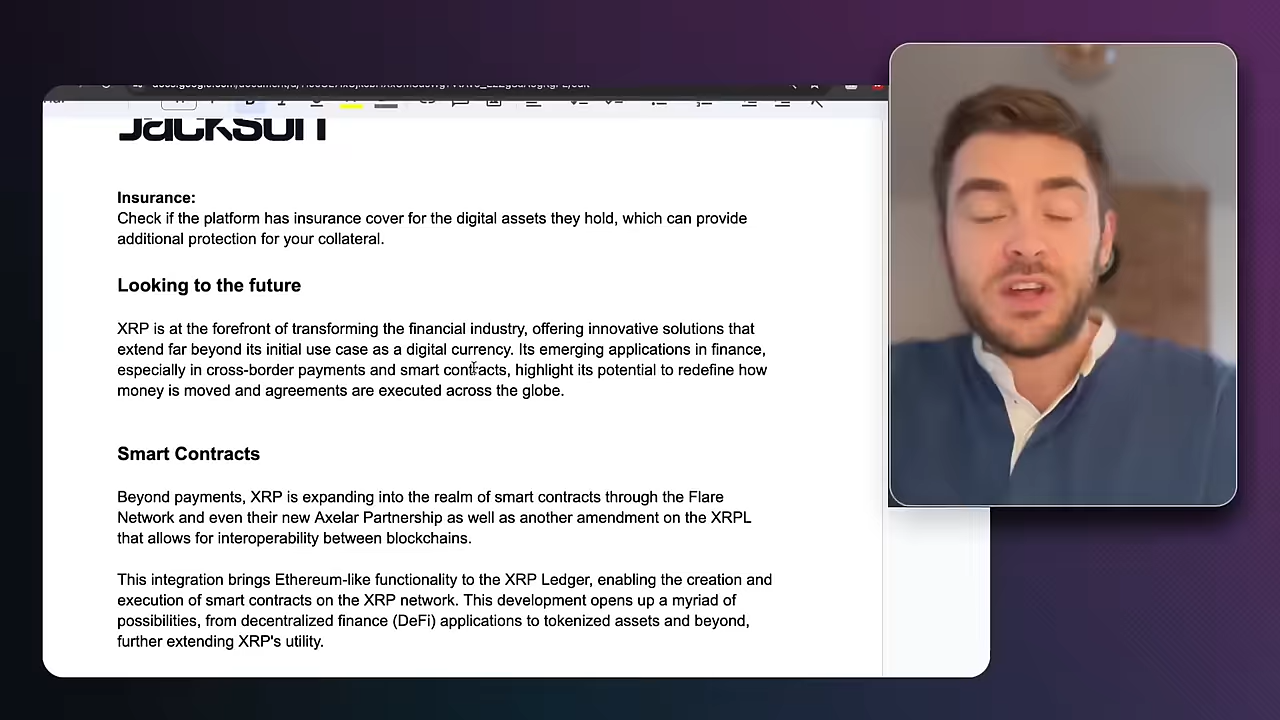 Jackson
Insurance:
Check if the platform has insurance cover for the digital assets they hold, which can provide
additional protection for your collateral.
Looking to the future
XRP is at the forefront of transforming the financial industry, offering innovative solutions that
extend far beyond its initial use case as a digital currency. Its emerging applications in finance,
especially in cross-border payments and smart contracts, highlight its potential to redefine how
money is moved and agreements are executed across the globe.
Smart Contracts
Beyond payments, XRP is expanding into the realm of smart contracts through the Flare
Network and even their new Axelar Partnership as well as another amendment on the XRPL
that allows for interoperability between blockchains.
This integration brings Ethereum-like functionality to the XRP Ledger, enabling the creation and
execution of smart contracts on the XRP network. This development opens up a myriad of
possibilities, from decentralized finance (DeFi) applications to tokenized assets and beyond,
further extending XRP's utility.